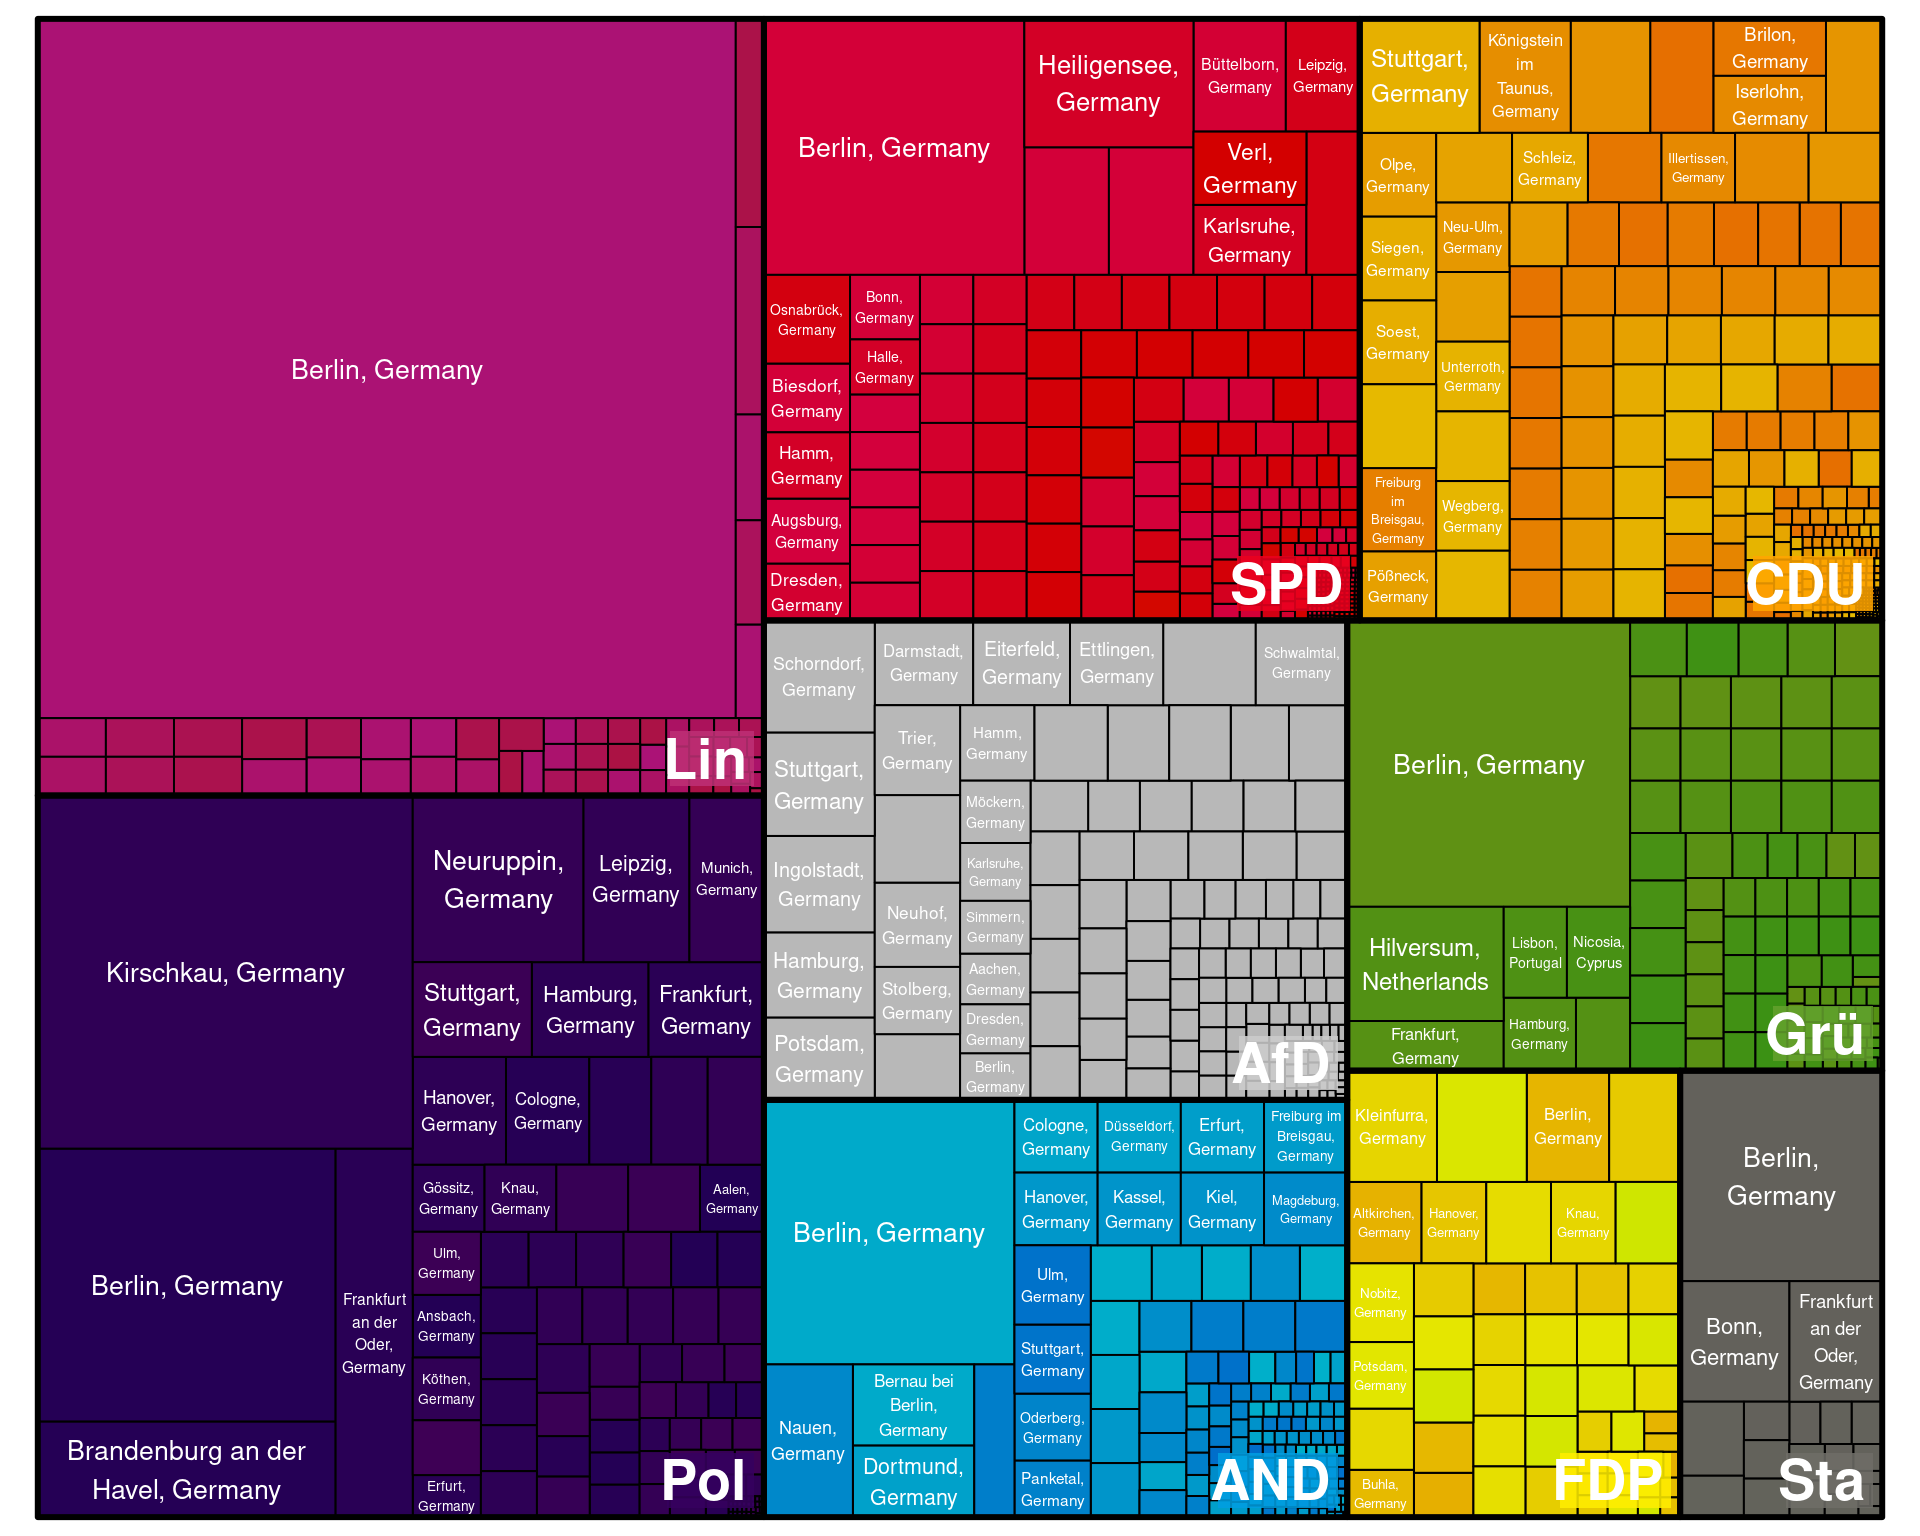 Berlin, Germany
Lin
Berlin, Germany
Heiligensee,
Germany
Büttelborn,
Germany
Leipzig,
Germany
Verl,
Germany
Karlsruhe,
Germany
Osnabrück,
Germany
Bonn,
Germany
Halle,
Germany
Biesdorf,
Germany
Hamm,
Germany
Augsburg,
Germany
Dresden,
Germany
SPD
Stuttgart,
Germany
Königstein
im
Taunus,
Germany
Brilon,
Germany
Iserlohn,
Germany
Olpe,
Germany
Schleiz,
Germany
Illertissen,
Germany
Siegen,
Germany
Neu-Ulm,
Germany
Soest,
Germany
Unterroth,
Germany
Freiburg
im
Breisgau,
Germany
Wegberg,
Germany
Pößneck,
Germany
CDU
Kirschkau, Germany
Neuruppin,
Germany
Leipzig,
Germany
Munich,
Germany
Stuttgart,
Germany
Hamburg,
Germany
Frankfurt,
Germany
Hanover,
Germany
Cologne,
Germany
Berlin, Germany
Frankfurt
an der
Oder,
Germany
Brandenburg an der
Havel, Germany
Gössitz,
Germany
Knau,
Germany
Aalen,
Germany
Ulm,
Germany
Ansbach,
Germany
Köthen,
Germany
Erfurt,
Germany
Pol
Schorndorf,
Germany
Darmstadt,
Germany
Eiterfeld,
Germany
Ettlingen,
Germany
Schwalmtal,
Germany
Stuttgart,
Germany
Trier,
Germany
Hamm,
Germany
Möckern,
Germany
Ingolstadt,
Germany
Karlsruhe,
Germany
Neuhof,
Germany
Simmern,
Germany
Hamburg,
Germany
Stolberg,
Germany
Aachen,
Germany
Potsdam,
Germany
Dresden,
Germany
Berlin,
Germany
AfD
Berlin, Germany
Hilversum,
Netherlands
Lisbon,
Portugal
Nicosia,
Cyprus
Frankfurt,
Germany
Hamburg,
Germany
Grü
Berlin, Germany
Cologne,
Germany
Düsseldorf,
Germany
Erfurt,
Germany
Freiburg im
Breisgau,
Germany
Hanover,
Germany
Kassel,
Germany
Kiel,
Germany
Magdeburg,
Germany
Ulm,
Germany
Stuttgart,
Germany
Nauen,
Germany
Bernau bei
Berlin,
Germany
Dortmund,
Germany
Oderberg,
Germany
Panketal,
Germany
AND
Kleinfurra,
Germany
Berlin,
Germany
Altkirchen,
Germany
Hanover,
Germany
Knau,
Germany
Nobitz,
Germany
Potsdam,
Germany
Buhla,
Germany
FDP
Berlin,
Germany
Bonn,
Germany
Frankfurt
an der
Oder,
Germany
Sta